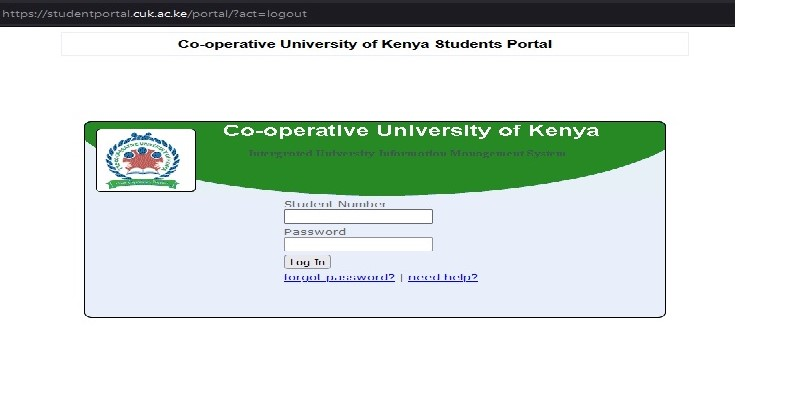 https://studentportal.cuk.ac.ke/portal/?act=logout
Co-operative University of Kenya Students Portal
Co-operative University of Kenya
Intergrated University Information Management System
Student Number
Password
Log In
forgot password? | need help?